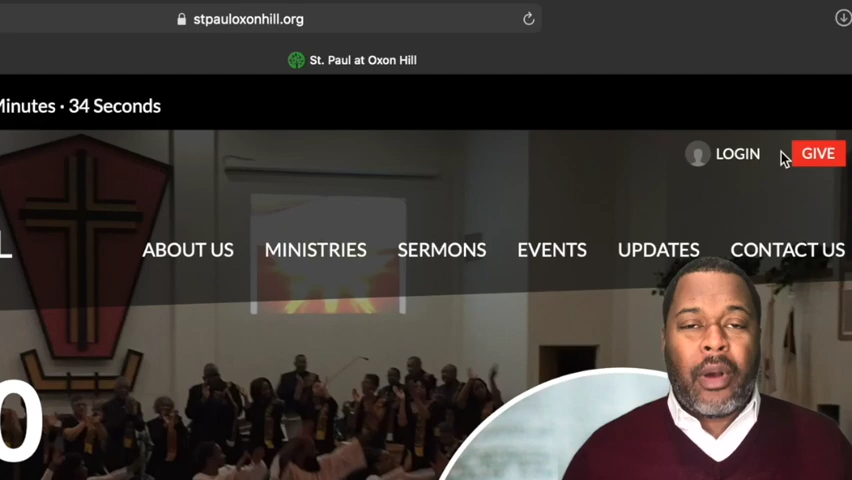 stpauloxonhill.org
St. Paul at Oxon Hill
Minutes · 34 Seconds
LOGIN
GIVE
L
ABOUT US MINISTRIES SERMONS EVENTS UPDATES CONTACT US
0